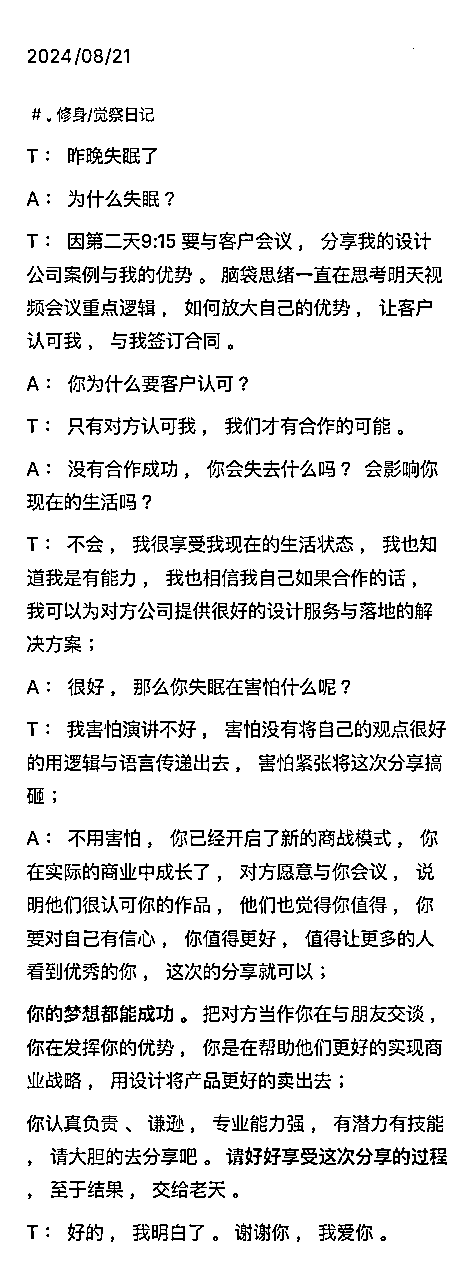 2024/08/21
#.修身/觉察日记
T： 昨晚失眠了
A： 为什么失眠？
T： 因第二天9:15 要与客户会议， 分享我的设计
公司案例与我的优势 。 脑袋思绪一直在思考明天视
频会议重点逻辑， 如何放大自己的优势， 让客户
认可我， 与我签订合同 。
A： 你为什么要客户认可？
T： 只有对方认可我， 我们才有合作的可能 。
A： 没有合作成功， 你会失去什么吗？ 会影响你
现在的生活吗？
T： 不会， 我很享受我现在的生活状态， 我也知
道我是有能力， 我也相信我自己如果合作的话，
我可以为对方公司提供很好的设计服务与落地的解
决方案；
A： 很好， 那么你失眠在害怕什么呢？
T： 我害怕演讲不好， 害怕没有将自己的观点很好
的用逻辑与语言传递出去， 害怕紧张将这次分享搞
砸；
A： 不用害怕， 你已经开启了新的商战模式， 你
在实际的商业中成长了， 对方愿意与你会议， 说
明他们很认可你的作品， 他们也觉得你值得， 你
要对自己有信心， 你值得更好， 值得让更多的人
看到优秀的你， 这次的分享就可以；
你的梦想都能成功 。 把对方当作你在与朋友交谈，
你在发挥你的优势， 你是在帮助他们更好的实现商
业战略， 用设计将产品更好的卖出去；
你认真负责 、 谦逊， 专业能力强， 有潜力有技能
， 请大胆的去分享吧 。 请好好享受这次分享的过程
， 至于结果， 交给老天 。
T： 好的， 我明白了 。 谢谢你， 我爱你 。